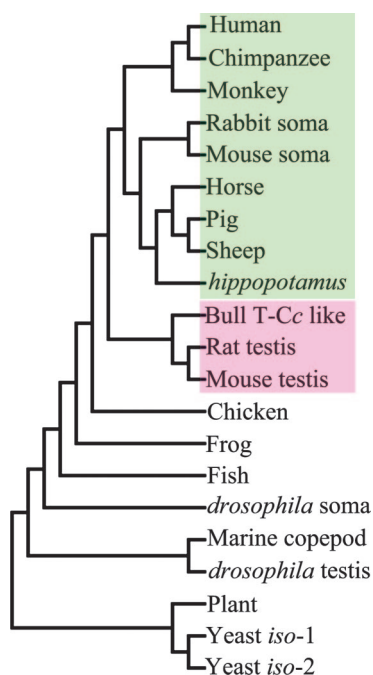 Human
Chimpanzee
Monkey
Rabbit soma
Mouse soma
Horse
Pig
Sheep
hippopotamus
Bull T-Cc like
Rat testis
Mouse testis
Chicken
Frog
Fish
drosophila soma
Marine copepod
drosophila testis
Plant
Yeast iso-1
Yeast iso-2